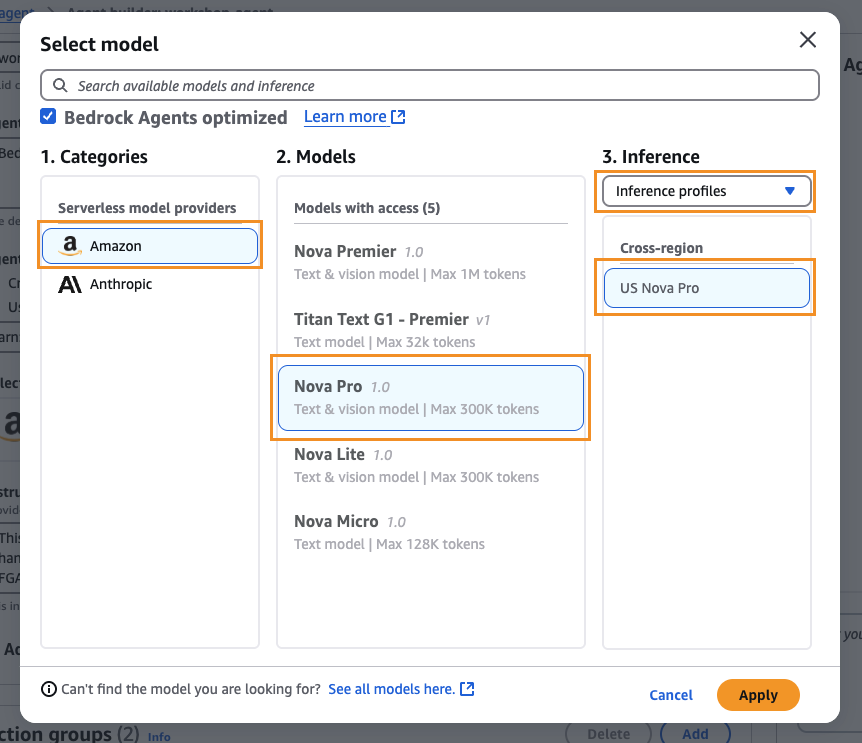 agent
Agent builder: workshop-agent
Select model
Search available models and inference
Bedrock Agents optimized Learn more
1. Categories
Serverless model providers
Amazon
Anthropic
2. Models
Models with access (5)
Nova Premier 1.0
Text & vision model | Max 1M tokens
Titan Text G1 - Premier v1
Text model | Max 32k tokens
Nova Pro 1.0
Text & vision model | Max 300K tokens
Nova Lite 1.0
Text & vision model | Max 300K tokens
Nova Micro 1.0
Text model | Max 128K tokens
3. Inference
Inference profiles
Cross-region
US Nova Pro
Can't find the model you are looking for? See all models here.
Cancel
Apply
ction groups (2) Info
Delete
Add